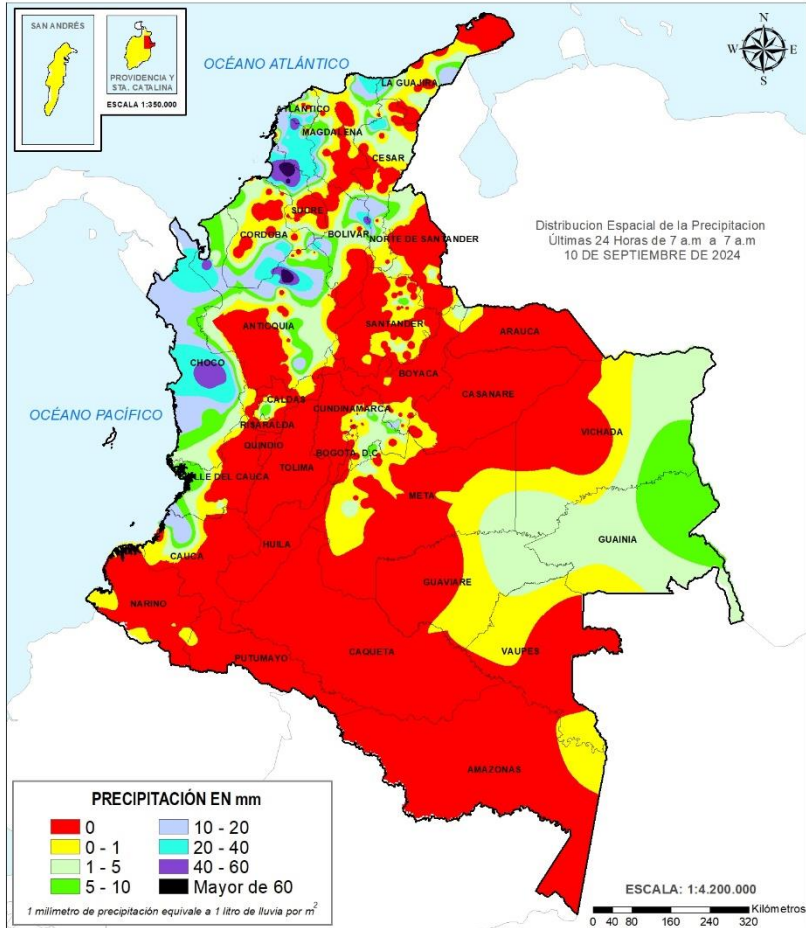 SAN ANDRÉS
PROVIDENCIA Y
STA. CATALINA
ESCALA 1:350.000
OCÉANO ATLÁNTICO
N
W
E
S
LA GUAJIRA
ATLÁNTICO
MAGDALENA
CESAR
SUCRE
CORDOBA
BOLIVAR
NORTE DE SANTANDER
Distribucion Espacial de la Precipitacion
Últimas 24 Horas de 7 a.m a 7 a.m
10 DE SEPTIEMBRE DE 2024
ANTIOQUIA
SANTANDER
ARAUCA
CHOCO
BOYACA
CASANARE
OCÉANO PACÍFICO
CALDAS
CUNDINAMARCA
RISARALDA
VICHADA
QUINDIO
BOGOTA, D.C.
TOLIMA
VALLE DEL CAUCA
META
GUAINIA
HUILA
CAUCA
GUAVIARE
NARIÑO
PUTUMAYO
CAQUETA
VAUPES
AMAZONAS
PRECIPITACIÓN EN mm
0
10 - 20
0 - 1
20 - 40
1 - 5
40 - 60
5 - 10
Mayor de 60
1 milímetro de precipitación equivale a 1 litro de lluvia por m²
ESCALA: 1:4.200.000
Kilómetros
0 40 80 160 240 320